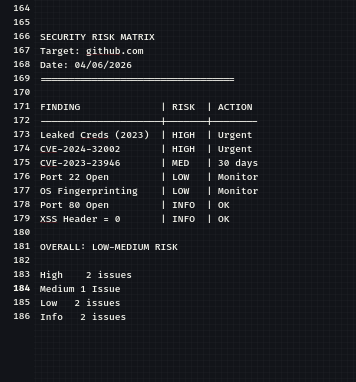 164
165
166 SECURITY RISK MATRIX
167 Target: github.com
168 Date: 04/06/2026
169 ══════════════════════════════════
170
171 FINDING | RISK | ACTION
172 ─────────────────────┼───────┼────────
173 Leaked Creds (2023) | HIGH | Urgent
174 CVE-2024-32002 | HIGH | Urgent
175 CVE-2023-23946 | MED | 30 days
176 Port 22 Open | LOW | Monitor
177 OS Fingerprinting | LOW | Monitor
178 Port 80 Open | INFO | OK
179 XSS Header = 0 | INFO | OK
180
181 OVERALL: LOW-MEDIUM RISK
182
183 High 2 issues
184 Medium 1 Issue
185 Low 2 issues
186 Info 2 issues